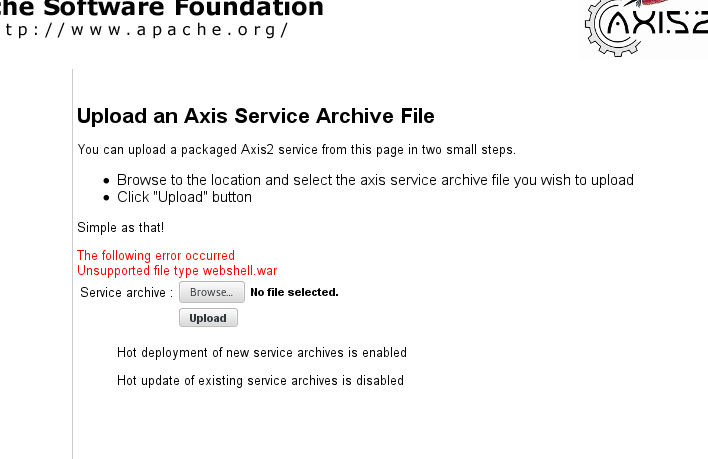 he Software Foundation
tp://www.apache.org/
AXIS2
Upload an Axis Service Archive File
You can upload a packaged Axis2 service from this page in two small steps.
Browse to the location and select the axis service archive file you wish to upload
Click "Upload" button
Simple as that!
The following error occurred
Unsupported file type webshell.war
Service archive : Browse... No file selected.
Upload
Hot deployment of new service archives is enabled
Hot update of existing service archives is disabled